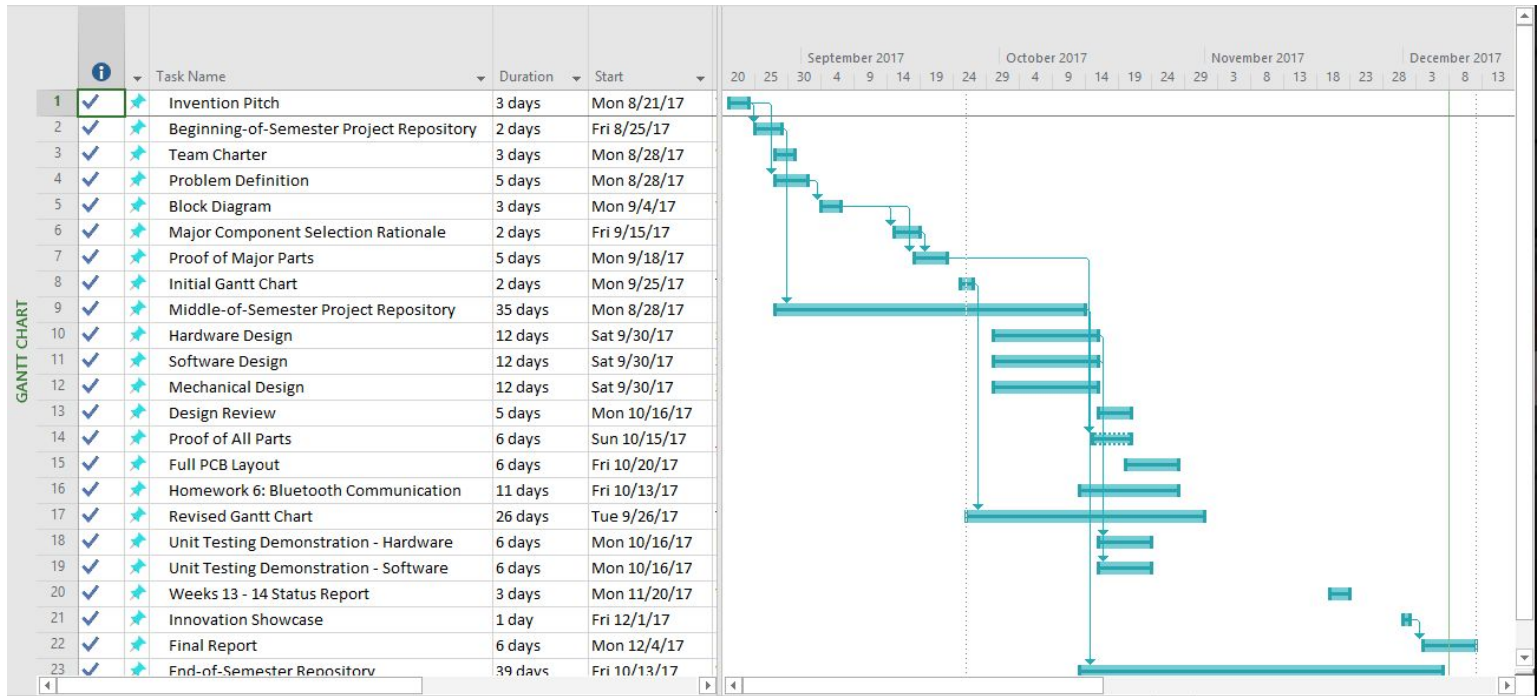 September 2017 October 2017 November 2017 December 2017
Task Name Duration Start 20 25 30 4 9 14 19 24 29 4 9 14 19 24 29 3 8 13 18 23 28 3 8 13
GANTT CHART
1 Invention Pitch 3 days Mon 8/21/17
2 Beginning-of-Semester Project Repository 2 days Fri 8/25/17
3 Team Charter 3 days Mon 8/28/17
4 Problem Definition 5 days Mon 8/28/17
5 Block Diagram 3 days Mon 9/4/17
6 Major Component Selection Rationale 2 days Fri 9/15/17
7 Proof of Major Parts 5 days Mon 9/18/17
8 Initial Gantt Chart 2 days Mon 9/25/17
9 Middle-of-Semester Project Repository 35 days Mon 8/28/17
10 Hardware Design 12 days Sat 9/30/17
11 Software Design 12 days Sat 9/30/17
12 Mechanical Design 12 days Sat 9/30/17
13 Design Review 5 days Mon 10/16/17
14 Proof of All Parts 6 days Sun 10/15/17
15 Full PCB Layout 6 days Fri 10/20/17
16 Homework 6: Bluetooth Communication 11 days Fri 10/13/17
17 Revised Gantt Chart 26 days Tue 9/26/17
18 Unit Testing Demonstration - Hardware 6 days Mon 10/16/17
19 Unit Testing Demonstration - Software 6 days Mon 10/16/17
20 Weeks 13 - 14 Status Report 3 days Mon 11/20/17
21 Innovation Showcase 1 day Fri 12/1/17
22 Final Report 6 days Mon 12/4/17
23 End-of-Semester Repository 39 days Fri 10/13/17